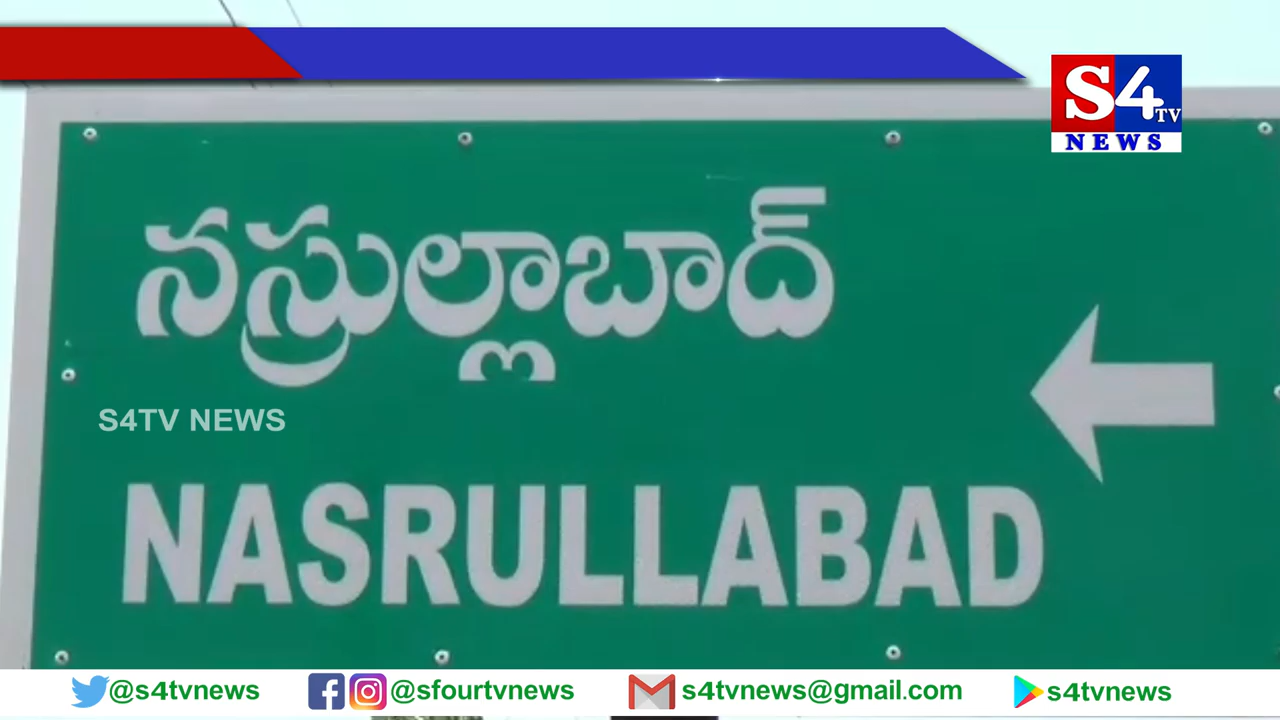 S4TV
NEWS
నస్రుల్లాబాద్
S4TV NEWS
NASRULLABAD
@s4tvnews @sfourtvnews s4tvnews@gmail.com s4tvnews